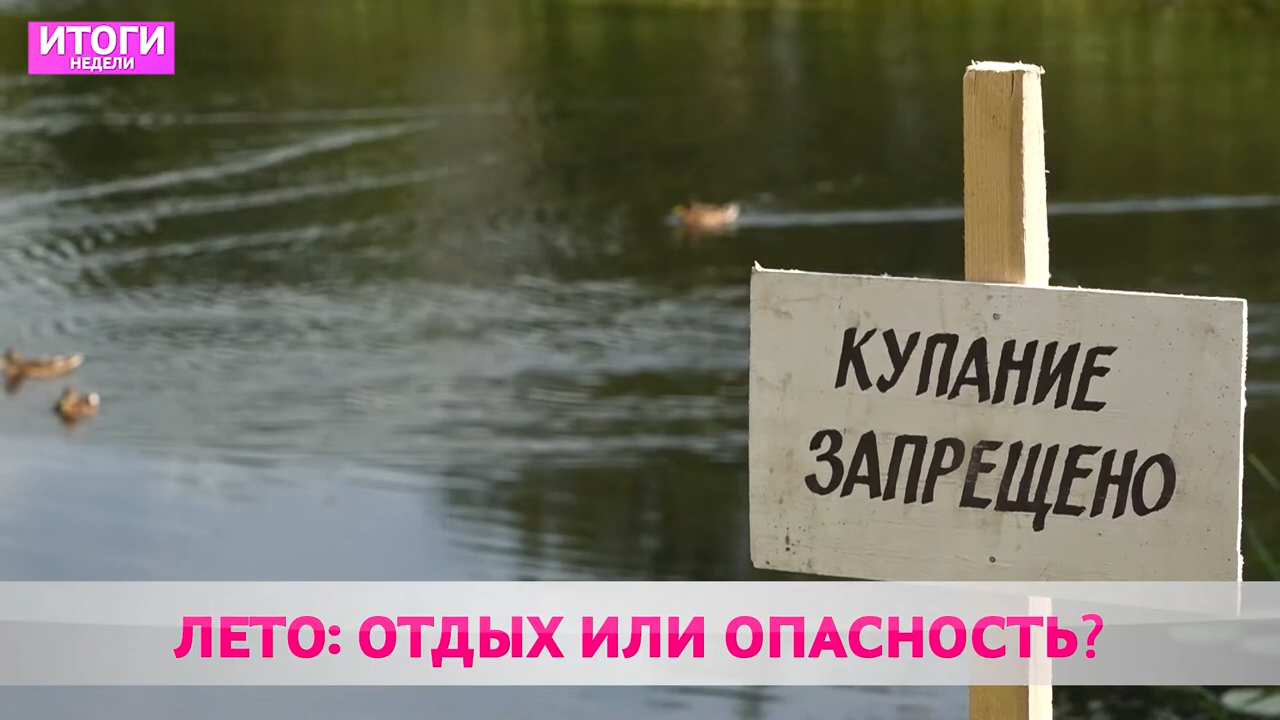 ИТОГИ
НЕДЕЛИ
КУПАНИЕ
ЗАПРЕЩЕНО
ЛЕТО: ОТДЫХ ИЛИ ОПАСНОСТЬ?